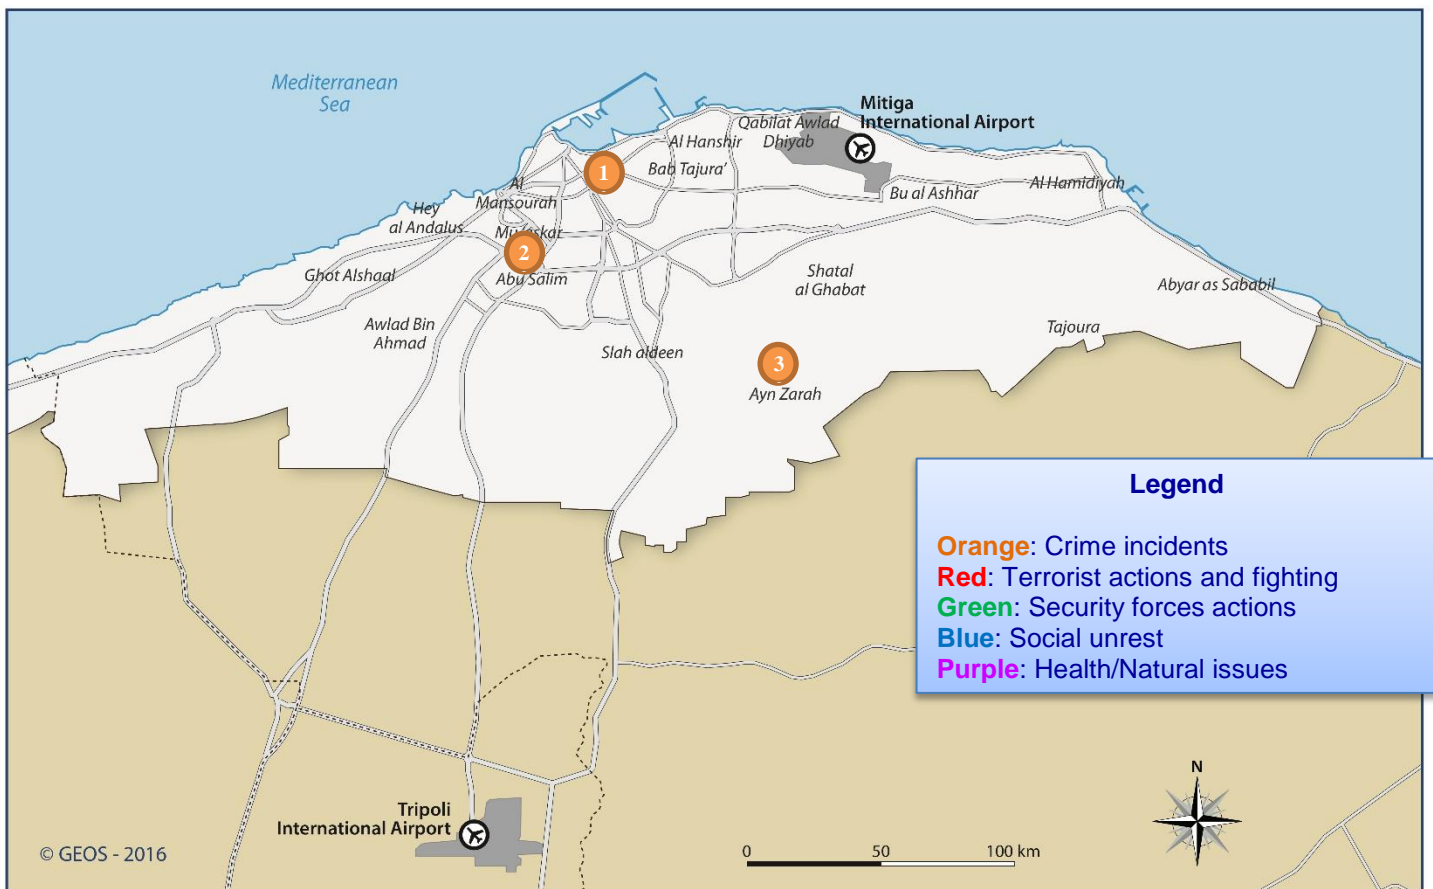 Mediterranean
Sea
Mitiga
International Airport
Qabilat Awlad
Dhiyab
Al Hanshir
1
Bab Tajura'
Al
Mansourah
Bu al Ashhar
Al Hamidiyah
Hey
al Andalus
2
Abu Salim
Ghot Alshaal
Shatal
al Ghabat
Abyar as Sababil
Awlad Bin
Ahmad
Tajoura
Slah aldeen
3
Ayn Zarah
Legend
Orange: Crime incidents
Red: Terrorist actions and fighting
Green: Security forces actions
Blue: Social unrest
Purple: Health/Natural issues
N
Tripoli
International Airport
© GEOS - 2016
0 50 100 km